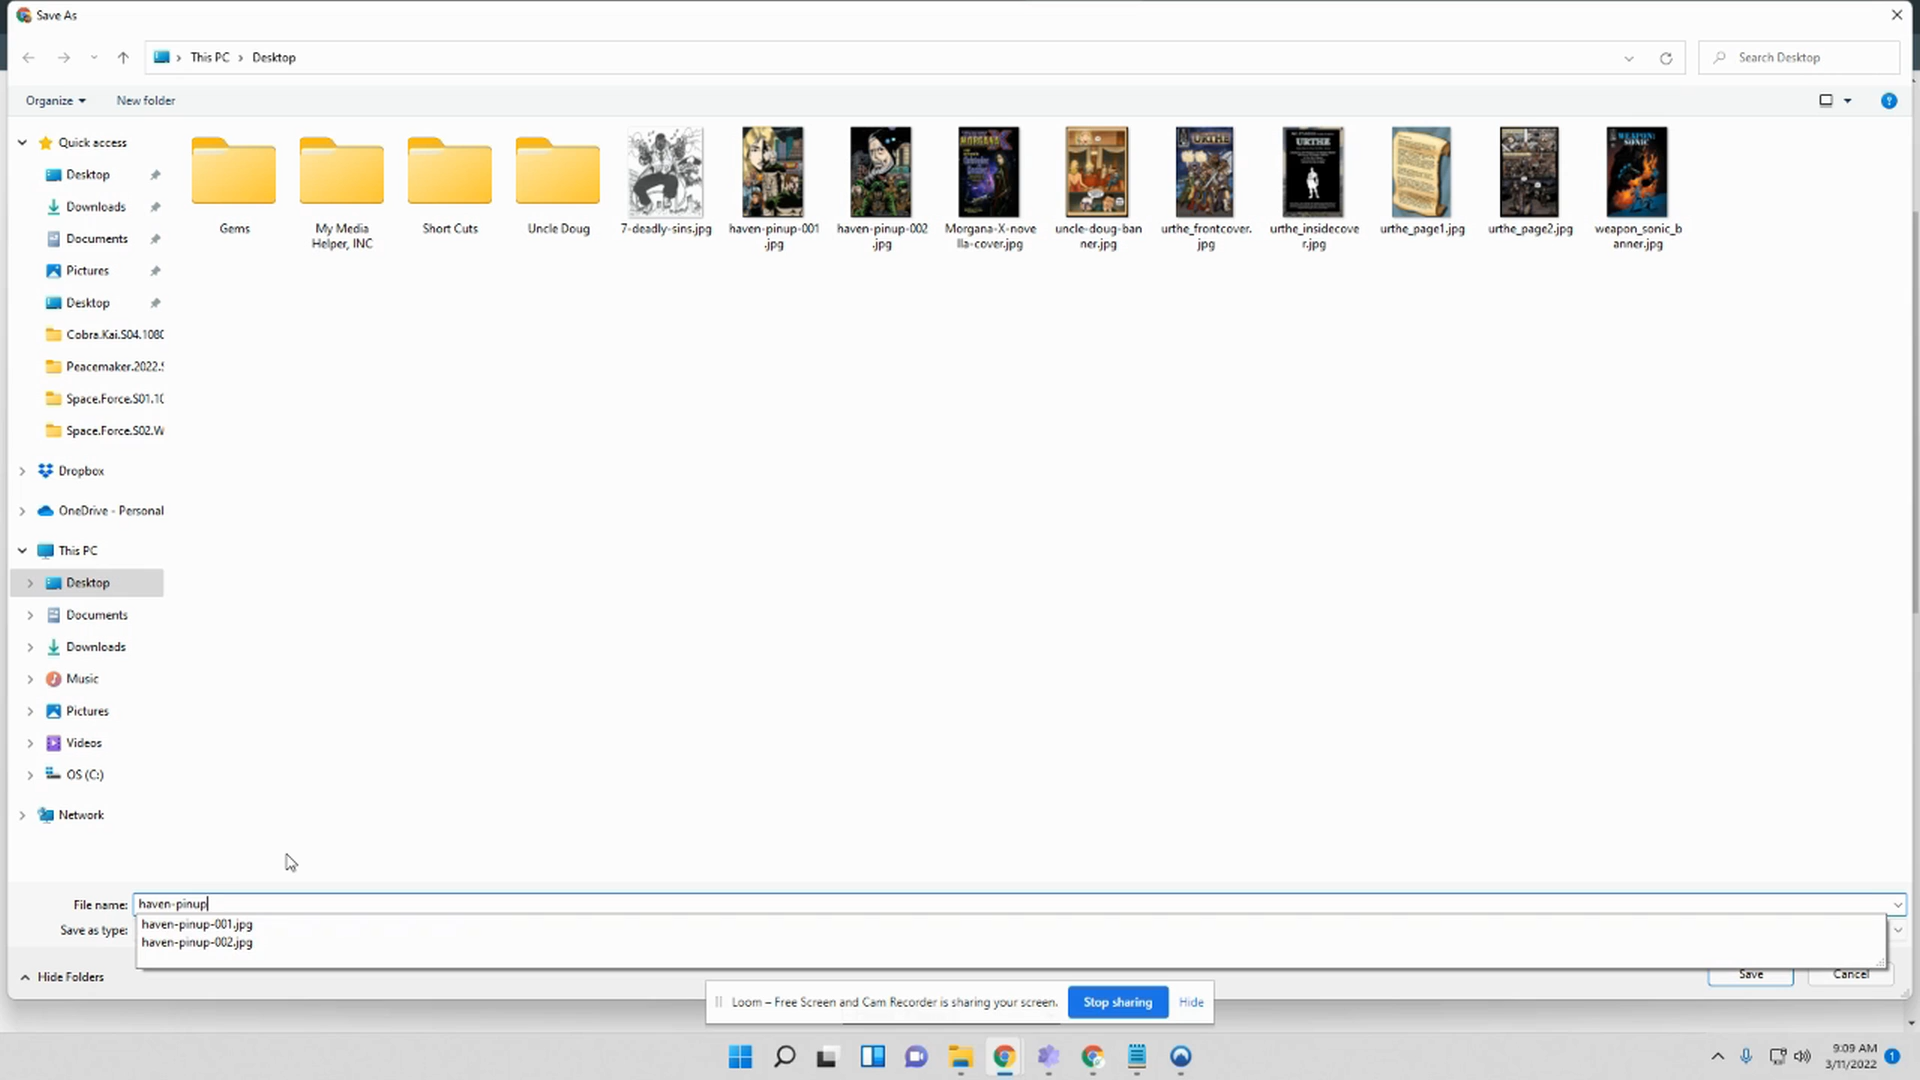 Save As
This PC
Desktop
Search Desktop
Organize
New folder
Quick access
Desktop
Downloads
Documents
Pictures
Desktop
Cobra.Kai.S04.108
Peacemaker.2022.
Space.Force.S01.10
Space.Force.S02.W
Dropbox
OneDrive - Personal
This PC
Desktop
Documents
Downloads
Music
Pictures
Videos
OS (C:)
Network
Gems
My Media
Helper, INC
Short Cuts
Uncle Doug
7-deadly-sins.jpg
haven-pinup-001
.jpg
haven-pinup-002
.jpg
Morgana-X-nove
lla-cover.jpg
uncle-doug-ban
ner.jpg
urthe_frontcover.
jpg
urthe_insidecove
r.jpg
urthe_page1.jpg
urthe_page2.jpg
weapon_sonic_b
anner.jpg
MORGANA X
URTHE
URTHE
WEAPON:
SONIC
File name: haven-pinup
haven-pinup-001.jpg
Save as type:
haven-pinup-002.jpg
Hide Folders
Save
Cancel
Loom – Free Screen and Cam Recorder is sharing your screen.
Stop sharing
Hide
9:09 AM
3/11/2022
1